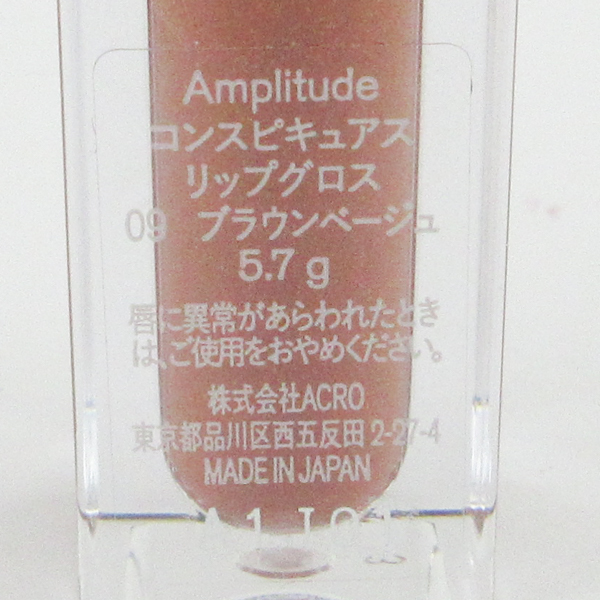 Amplitude
コンスピキュアス
リップグロス
09 ブラウンベージュ
5.7 g
唇に異常があらわれたとき
は、ご使用をおやめください。
株式会社ACRO
東京都品川区西五反田 2-27-4
MADE IN JAPAN